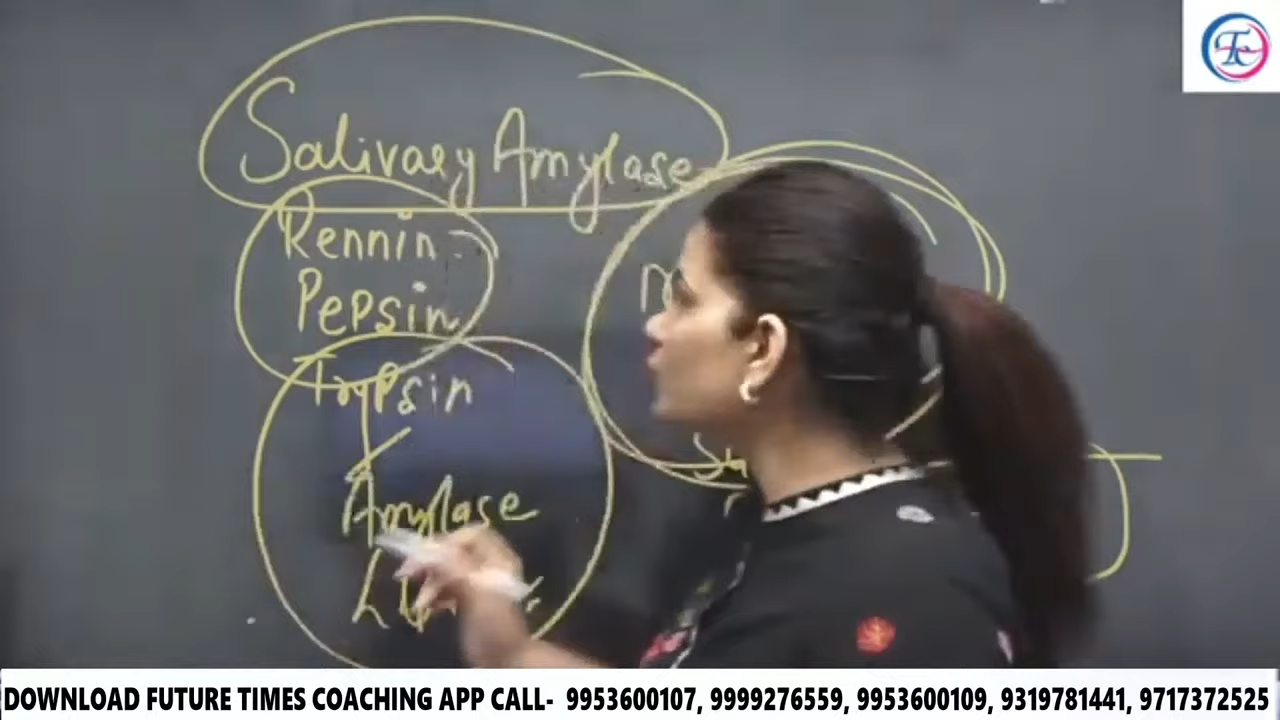 Salivary Amylase
Rennin
Pepsin
Trypsin
Amylase
DOWNLOAD FUTURE TIMES COACHING APP CALL- 9953600107, 9999276559, 9953600109, 9319781441, 9717372525